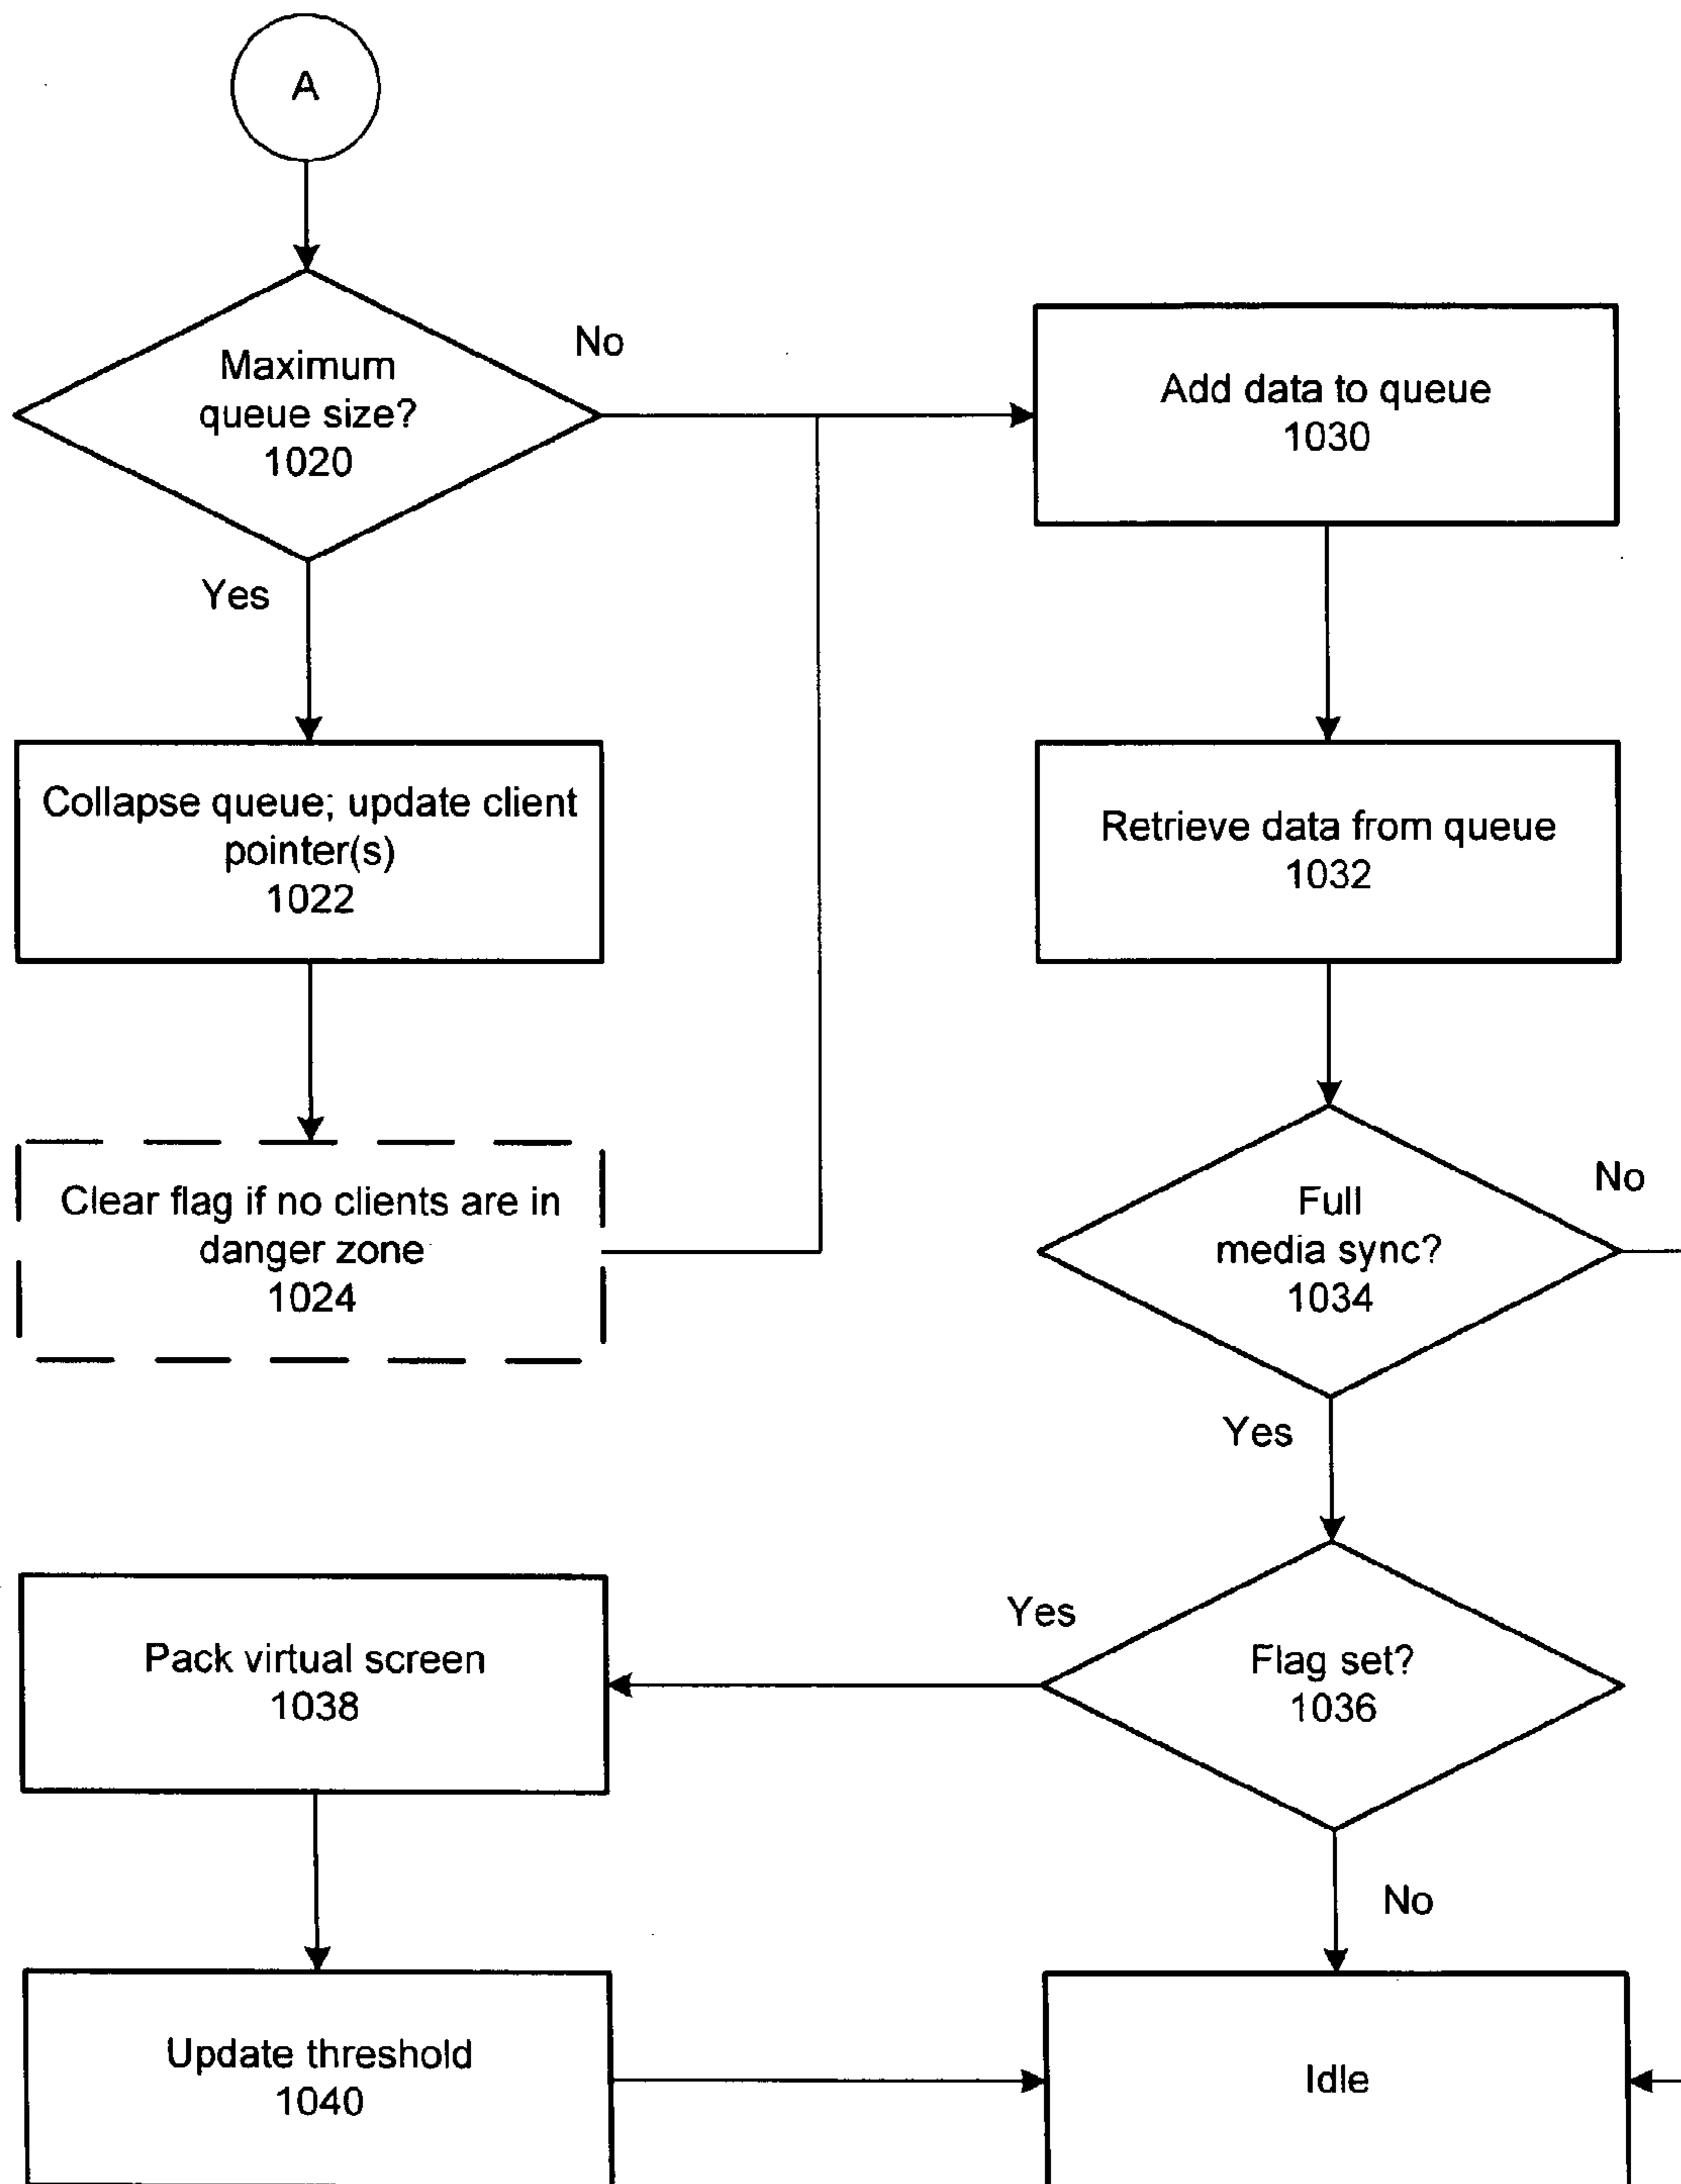 A
Maximum
queue size?
1020
No
Yes
Add data to queue
1030
Collapse queue; update client
pointer(s)
1022
Retrieve data from queue
1032
Clear flag if no clients are in
danger zone
1024
Full
media sync?
1034
No
Yes
Pack virtual screen
1038
Yes
Flag set?
1036
No
Update threshold
1040
Idle